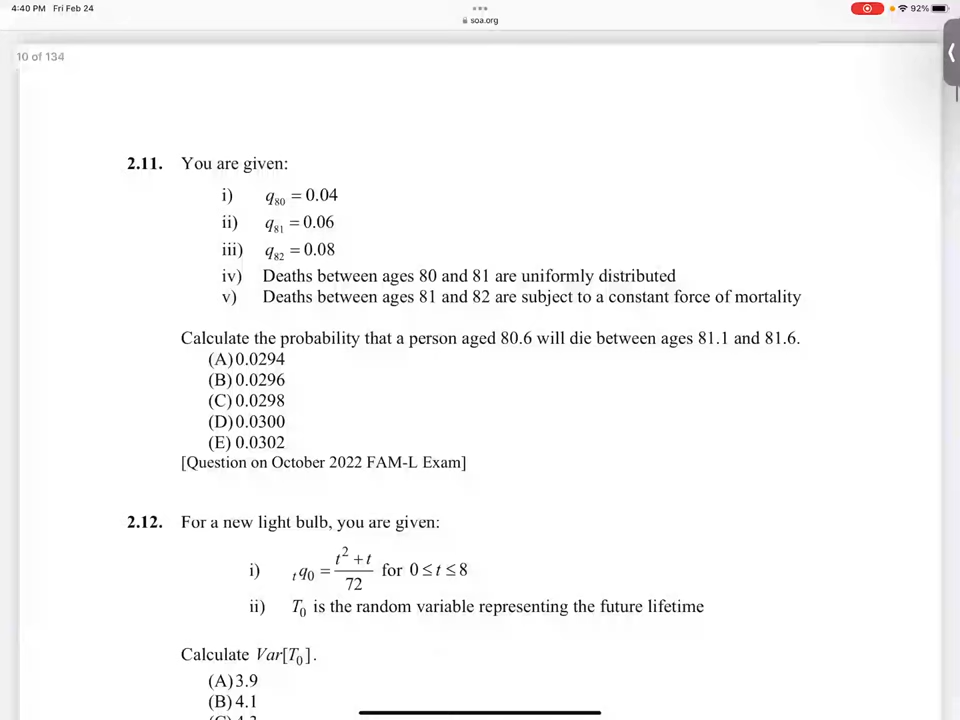 4:40 PM Fri Feb 24
92%
soa.org
10 of 134
2.11. You are given:
i) q80 = 0.04
ii) q81 = 0.06
iii) q82 = 0.08
iv) Deaths between ages 80 and 81 are uniformly distributed
v) Deaths between ages 81 and 82 are subject to a constant force of mortality
Calculate the probability that a person aged 80.6 will die between ages 81.1 and 81.6.
(A) 0.0294
(B) 0.0296
(C) 0.0298
(D) 0.0300
(E) 0.0302
[Question on October 2022 FAM-L Exam]
2.12. For a new light bulb, you are given:
i) tq0 = (t² + t)/72 for 0 ≤ t ≤ 8
ii) T0 is the random variable representing the future lifetime
Calculate Var[T0].
(A) 3.9
(B) 4.1